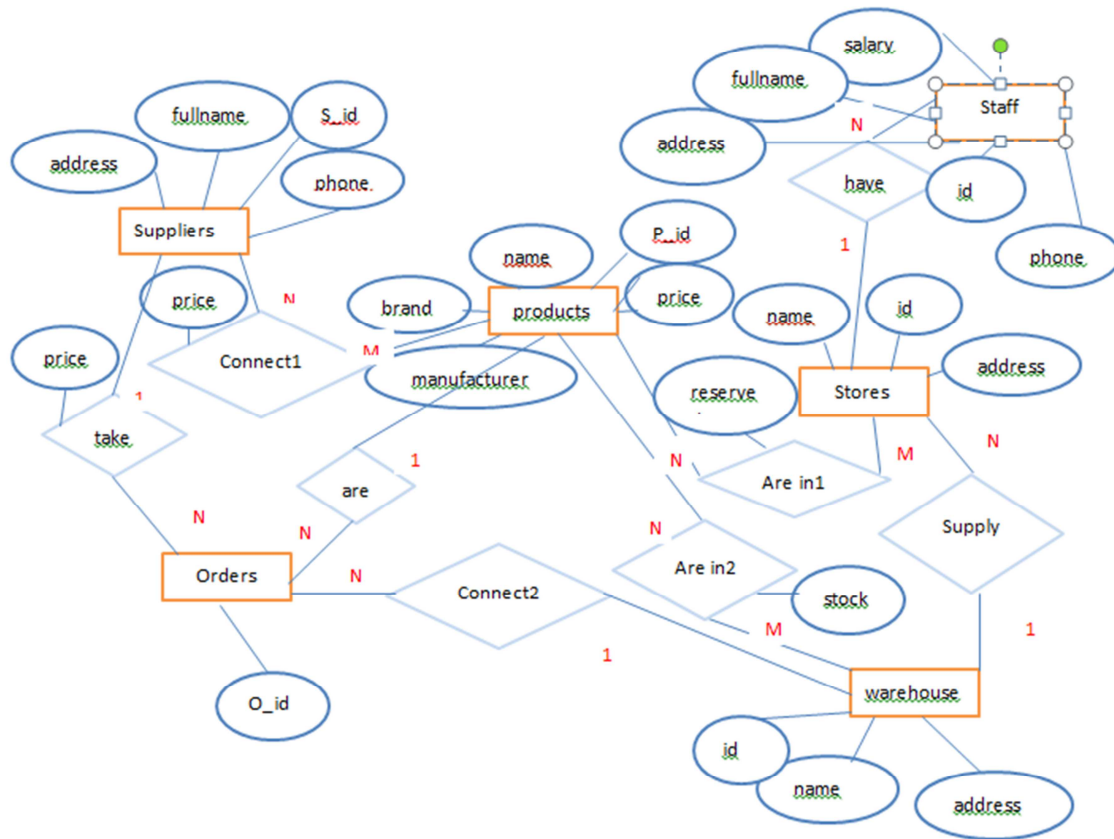 salary
fullname
Staff
fullname
S_id
N
address
address
have
id
phone
Suppliers
P_id
1
phone
name
price
N
brand
products
price
name
id
price
M
Connect1
manufacturer
reserve
Stores
address
1
take
1
N
M
N
are
Are in1
N
N
N
Supply
Orders
N
Connect2
Are in2
stock
M
1
1
O_id
warehouse
id
name
address